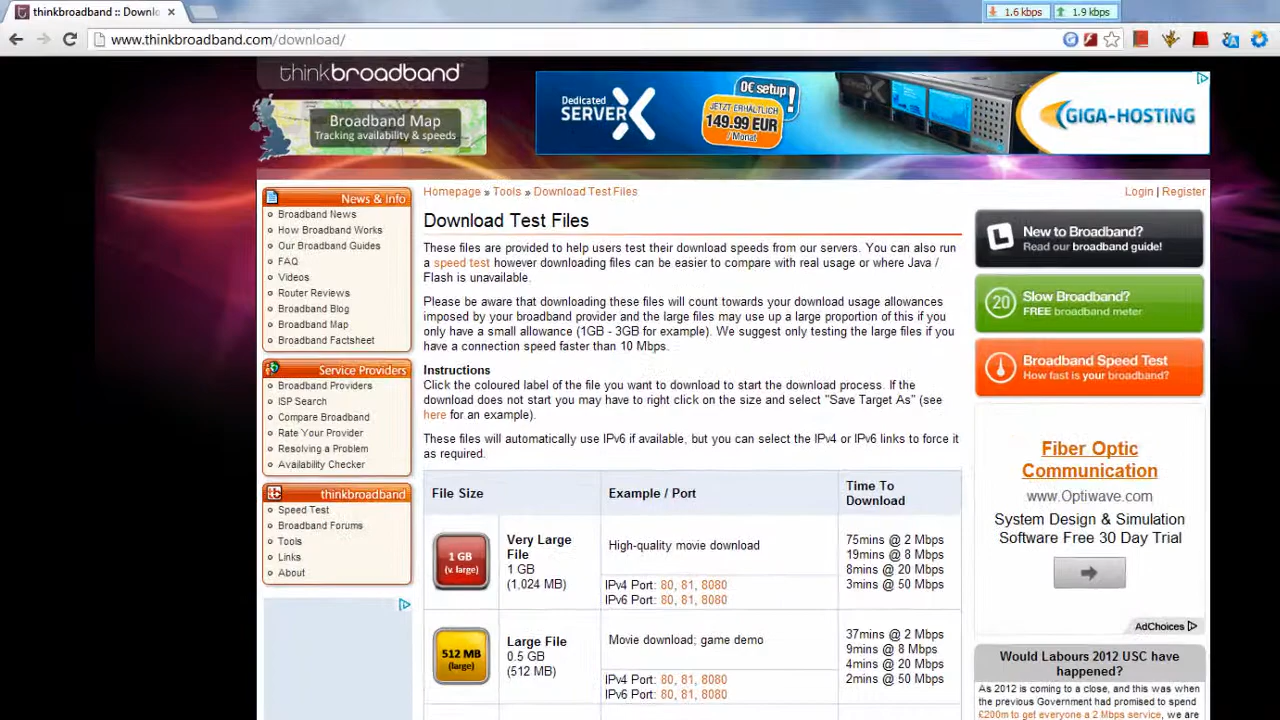 thinkbroadband :: Downlo
1.6 kbps
1.9 kbps
www.thinkbroadband.com/download/
thinkbroadband
Broadband Map
Tracking availability & speeds
Dedicated
SERVER X
0€ setup!
JETZT ERHÄLTLICH
149.99 EUR
/ Monat
GIGA-HOSTING
Homepage » Tools » Download Test Files
Login | Register
News & Info
Broadband News
How Broadband Works
Our Broadband Guides
FAQ
Videos
Router Reviews
Broadband Blog
Broadband Map
Broadband Factsheet
Service Providers
Broadband Providers
ISP Search
Compare Broadband
Rate Your Provider
Resolving a Problem
Availability Checker
thinkbroadband
Speed Test
Broadband Forums
Tools
Links
About
Download Test Files
These files are provided to help users test their download speeds from our servers. You can also run
a speed test however downloading files can be easier to compare with real usage or where Java /
Flash is unavailable.
Please be aware that downloading these files will count towards your download usage allowances
imposed by your broadband provider and the large files may use up a large proportion of this if you
only have a small allowance (1GB - 3GB for example). We suggest only testing the large files if you
have a connection speed faster than 10 Mbps.
Instructions
Click the coloured label of the file you want to download to start the download process. If the
download does not start you may have to right click on the size and select "Save Target As" (see
here for an example).
These files will automatically use IPv6 if available, but you can select the IPv4 or IPv6 links to force it
as required.
File Size
Example / Port
Time To
Download
1 GB
(v. large)
Very Large
File
1 GB
(1,024 MB)
High-quality movie download
IPv4 Port: 80, 81, 8080
IPv6 Port: 80, 81, 8080
75mins @ 2 Mbps
19mins @ 8 Mbps
8mins @ 20 Mbps
3mins @ 50 Mbps
512 MB
(large)
Large File
0.5 GB
(512 MB)
Movie download; game demo
IPv4 Port: 80, 81, 8080
IPv6 Port: 80, 81, 8080
37mins @ 2 Mbps
9mins @ 8 Mbps
4mins @ 20 Mbps
2mins @ 50 Mbps
L
New to Broadband?
Read our broadband guide!
20
Slow Broadband?
FREE broadband meter
Broadband Speed Test
How fast is your broadband?
Fiber Optic
Communication
www.Optiwave.com
System Design & Simulation
Software Free 30 Day Trial
AdChoices
Would Labours 2012 USC have
happened?
As 2012 is coming to a close, and this was when
the previous Government had promised to spend
£200m to get everyone a 2 Mbps service, we are